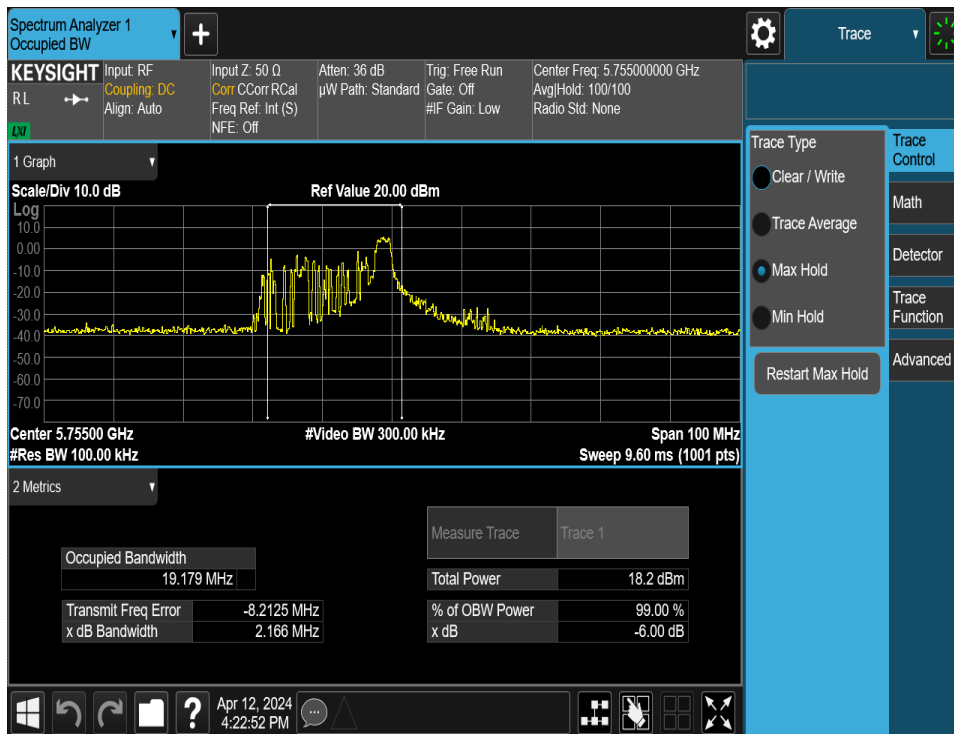 Spectrum Analyzer 1
Occupied BW
+
Trace
KEYSIGHT
R L
LXI
Input: RF
Coupling: DC
Align: Auto
Input Z: 50 Ω
Corr CCorr RCal
Freq Ref: Int (S)
NFE: Off
Atten: 36 dB
µW Path: Standard
Trig: Free Run
Gate: Off
#IF Gain: Low
Center Freq: 5.755000000 GHz
Avg|Hold: 100/100
Radio Std: None
1 Graph
Scale/Div 10.0 dB
Ref Value 20.00 dBm
Log
10.0
0.00
-10.0
-20.0
-30.0
-40.0
-50.0
-60.0
-70.0
Center 5.75500 GHz
#Video BW 300.00 kHz
Span 100 MHz
#Res BW 100.00 kHz
Sweep 9.60 ms (1001 pts)
2 Metrics
Measure Trace
Trace 1
Occupied Bandwidth
19.179 MHz
Total Power
18.2 dBm
Transmit Freq Error
-8.2125 MHz
% of OBW Power
99.00 %
x dB Bandwidth
2.166 MHz
x dB
-6.00 dB
Trace Type
Clear / Write
Trace Average
Max Hold
Min Hold
Restart Max Hold
Trace
Control
Math
Detector
Trace
Function
Advanced
?
Apr 12, 2024
4:22:52 PM